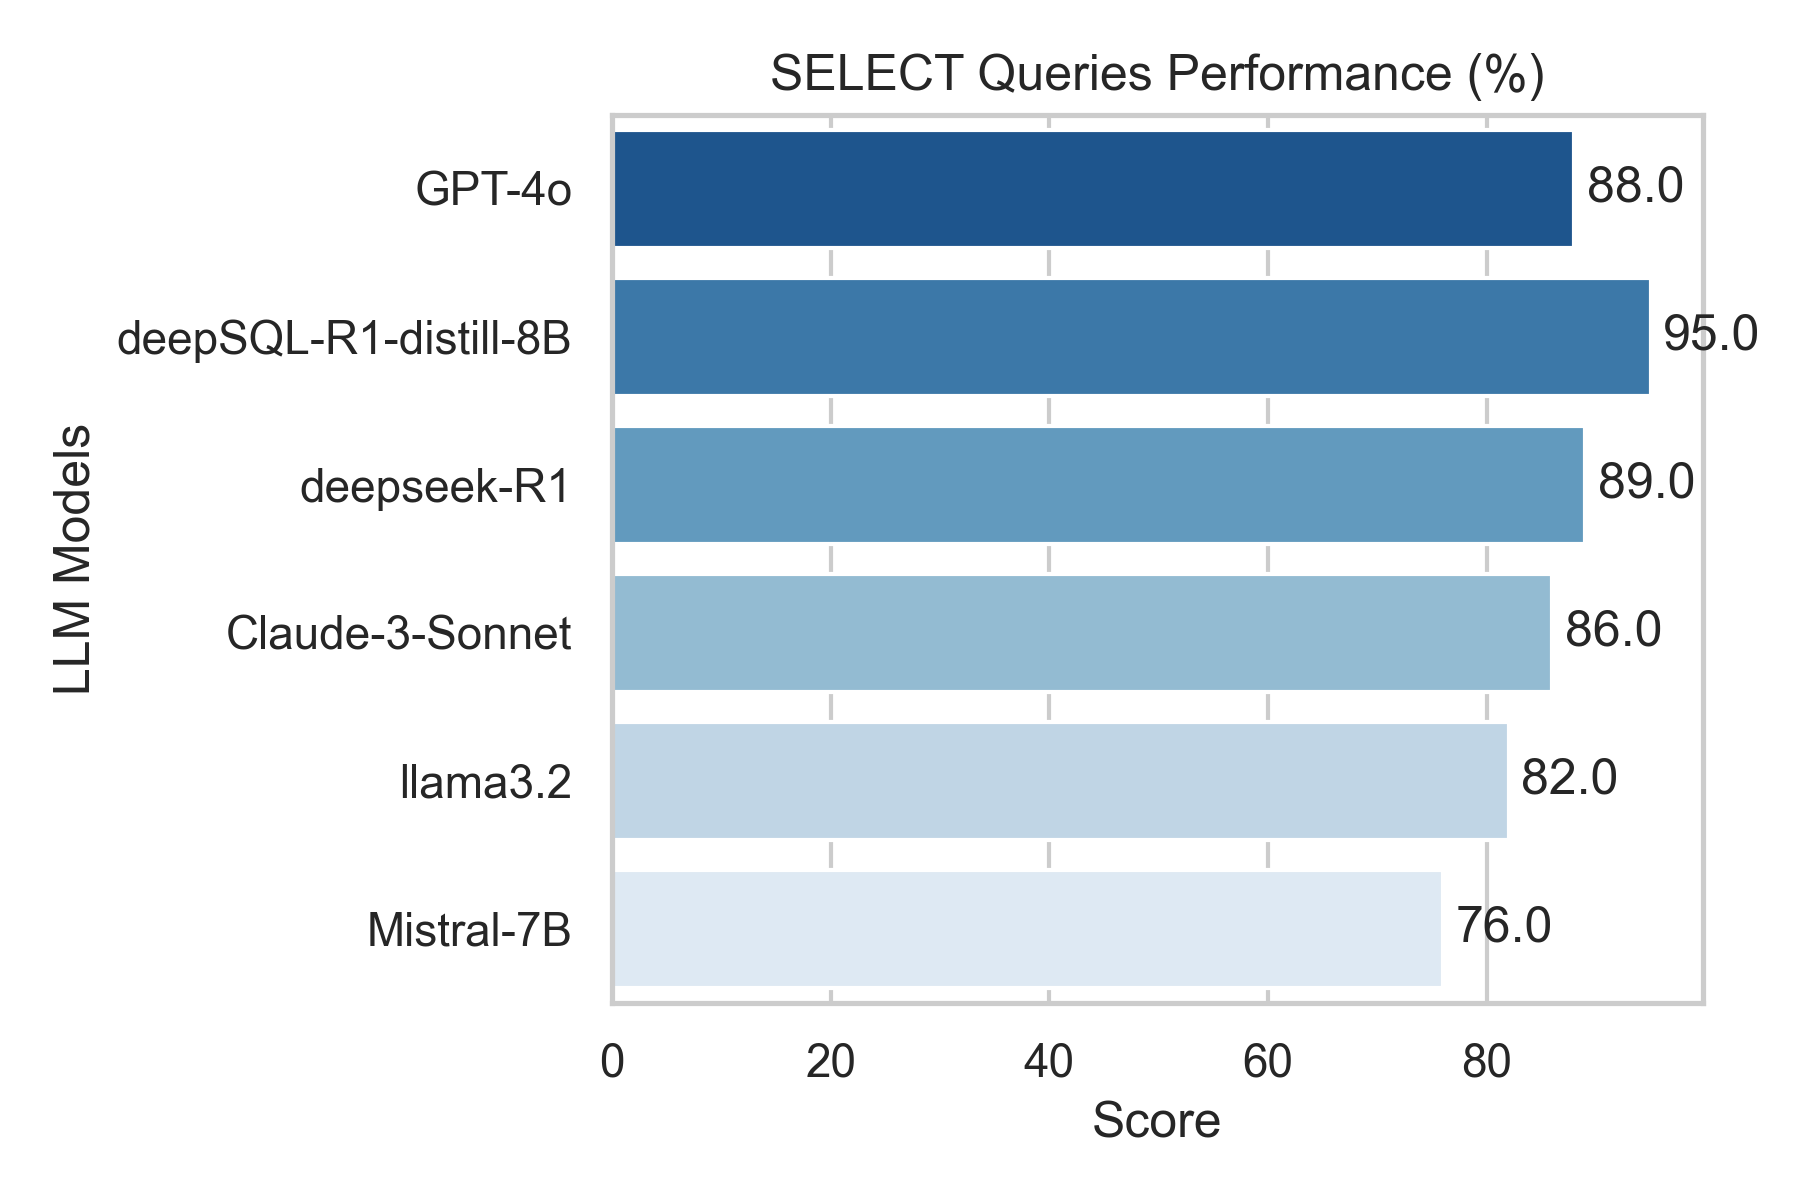 SELECT Queries Performance (%)
GPT-4o 88.0
deepSQL-R1-distill-8B 95.0
deepseek-R1 89.0
Claude-3-Sonnet 86.0
llama3.2 82.0
Mistral-7B 76.0
LLM Models
0 20 40 60 80
Score